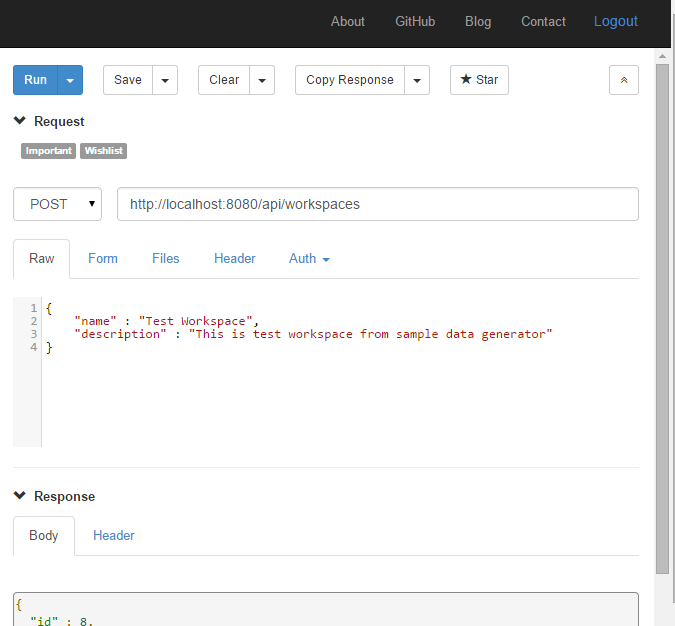 About GitHub Blog Contact Logout
Run Save Clear Copy Response ★ Star
Request
Important Wishlist
POST http://localhost:8080/api/workspaces
Raw Form Files Header Auth
1 {
2 "name" : "Test Workspace",
3 "description" : "This is test workspace from sample data generator"
4 }
Response
Body Header
{
"id" : 8,